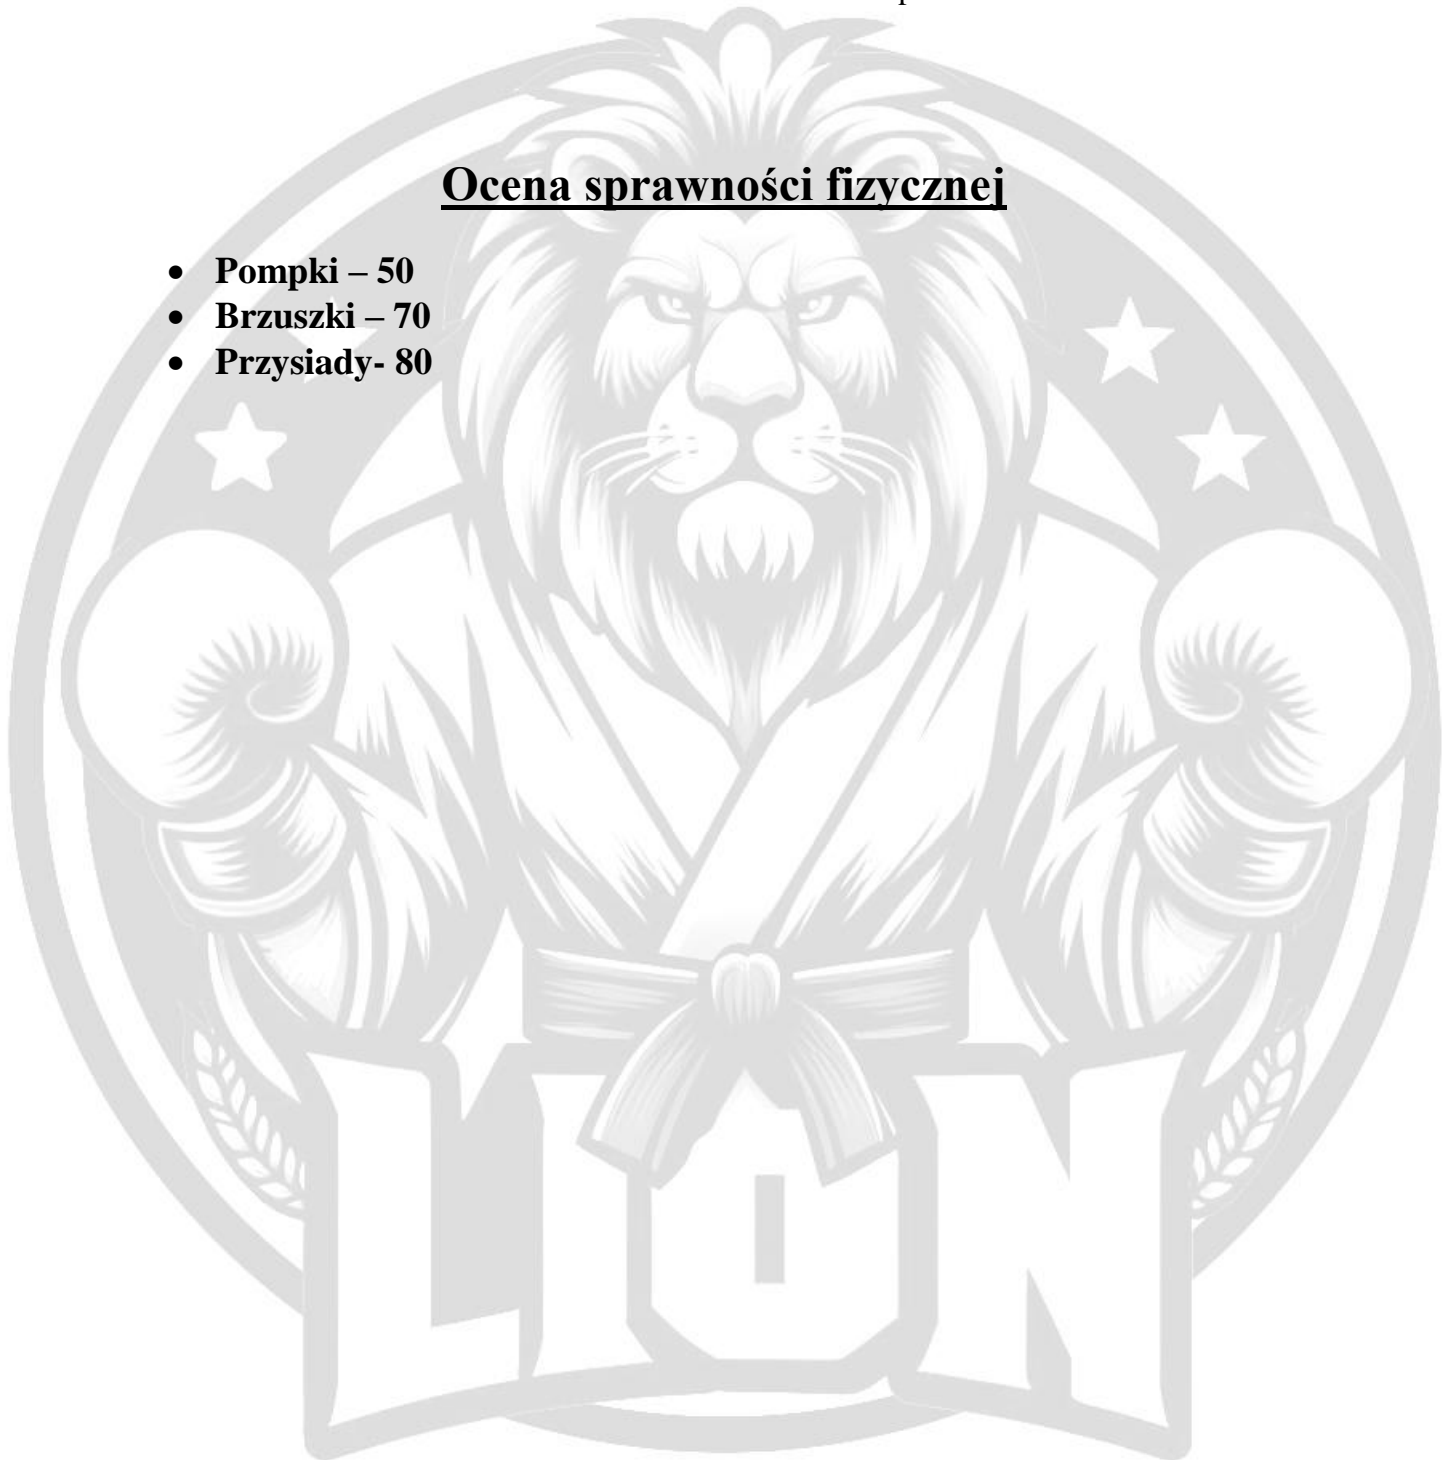 Ocena sprawności fizycznej
• Pompki – 50
• Brzuszki – 70
• Przysiady- 80
LION